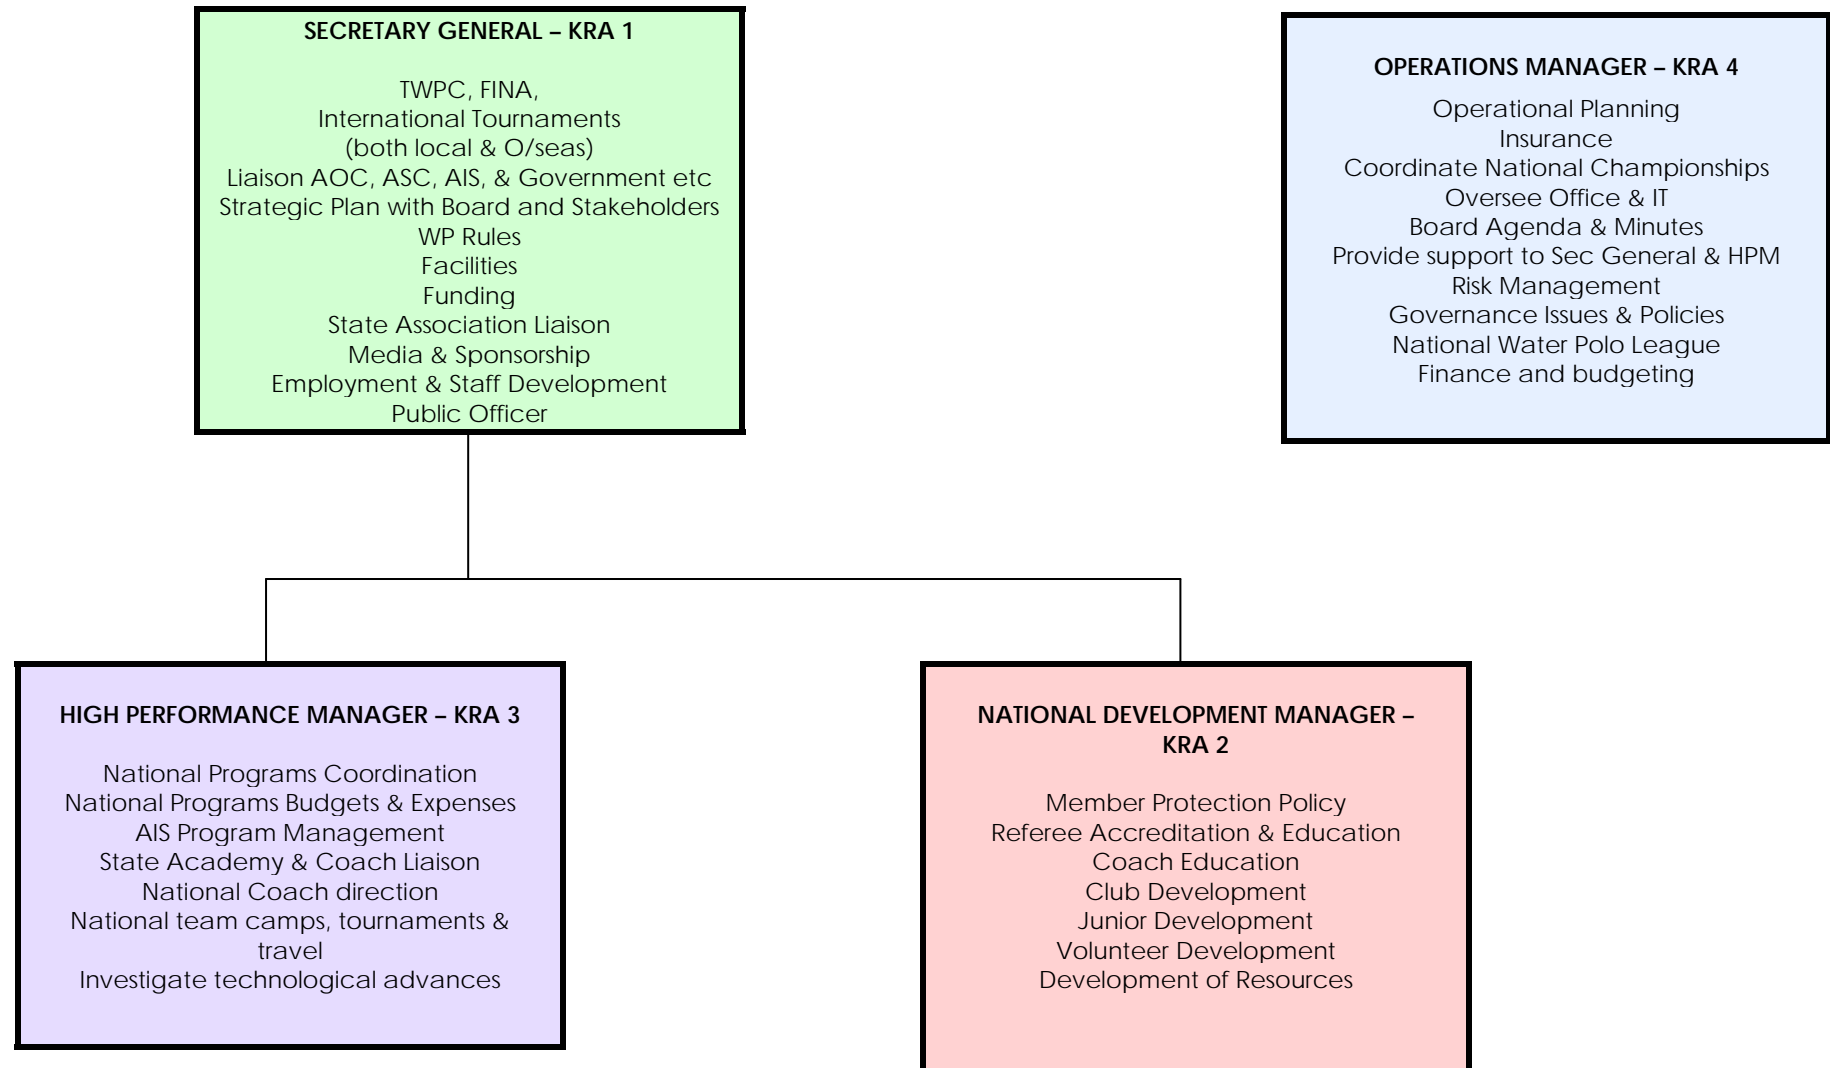 SECRETARY GENERAL – KRA 1
TWPC, FINA,
International Tournaments
(both local & O/seas)
Liaison AOC, ASC, AIS, & Government etc
Strategic Plan with Board and Stakeholders
WP Rules
Facilities
Funding
State Association Liaison
Media & Sponsorship
Employment & Staff Development
Public Officer
OPERATIONS MANAGER – KRA 4
Operational Planning
Insurance
Coordinate National Championships
Oversee Office & IT
Board Agenda & Minutes
Provide support to Sec General & HPM
Risk Management
Governance Issues & Policies
National Water Polo League
Finance and budgeting
HIGH PERFORMANCE MANAGER – KRA 3
National Programs Coordination
National Programs Budgets & Expenses
AIS Program Management
State Academy & Coach Liaison
National Coach direction
National team camps, tournaments &
travel
Investigate technological advances
NATIONAL DEVELOPMENT MANAGER –
KRA 2
Member Protection Policy
Referee Accreditation & Education
Coach Education
Club Development
Junior Development
Volunteer Development
Development of Resources